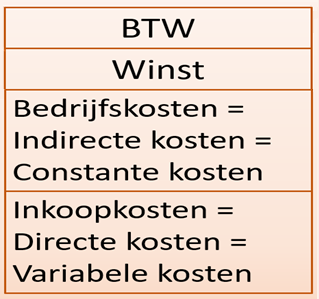 BTW
Winst
Bedrijfskosten =
Indirecte kosten =
Constante kosten
Inkoopkosten =
Directe kosten =
Variabele kosten